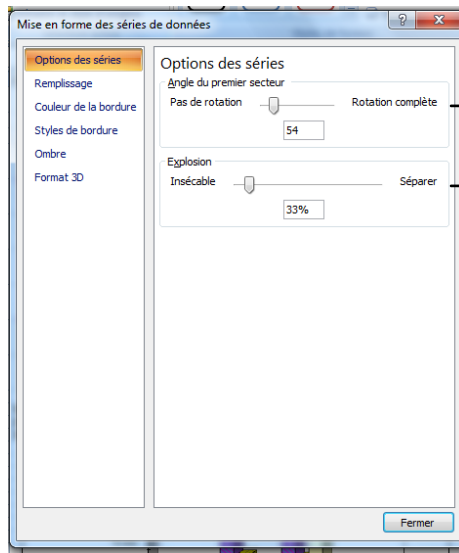 Mise en forme des séries de données
Options des séries
Remplissage
Couleur de la bordure
Styles de bordure
Ombre
Format 3D
Options des séries
Angle du premier secteur
Pas de rotation Rotation complète
54
Explosion
Insécable Séparer
33%
Fermer